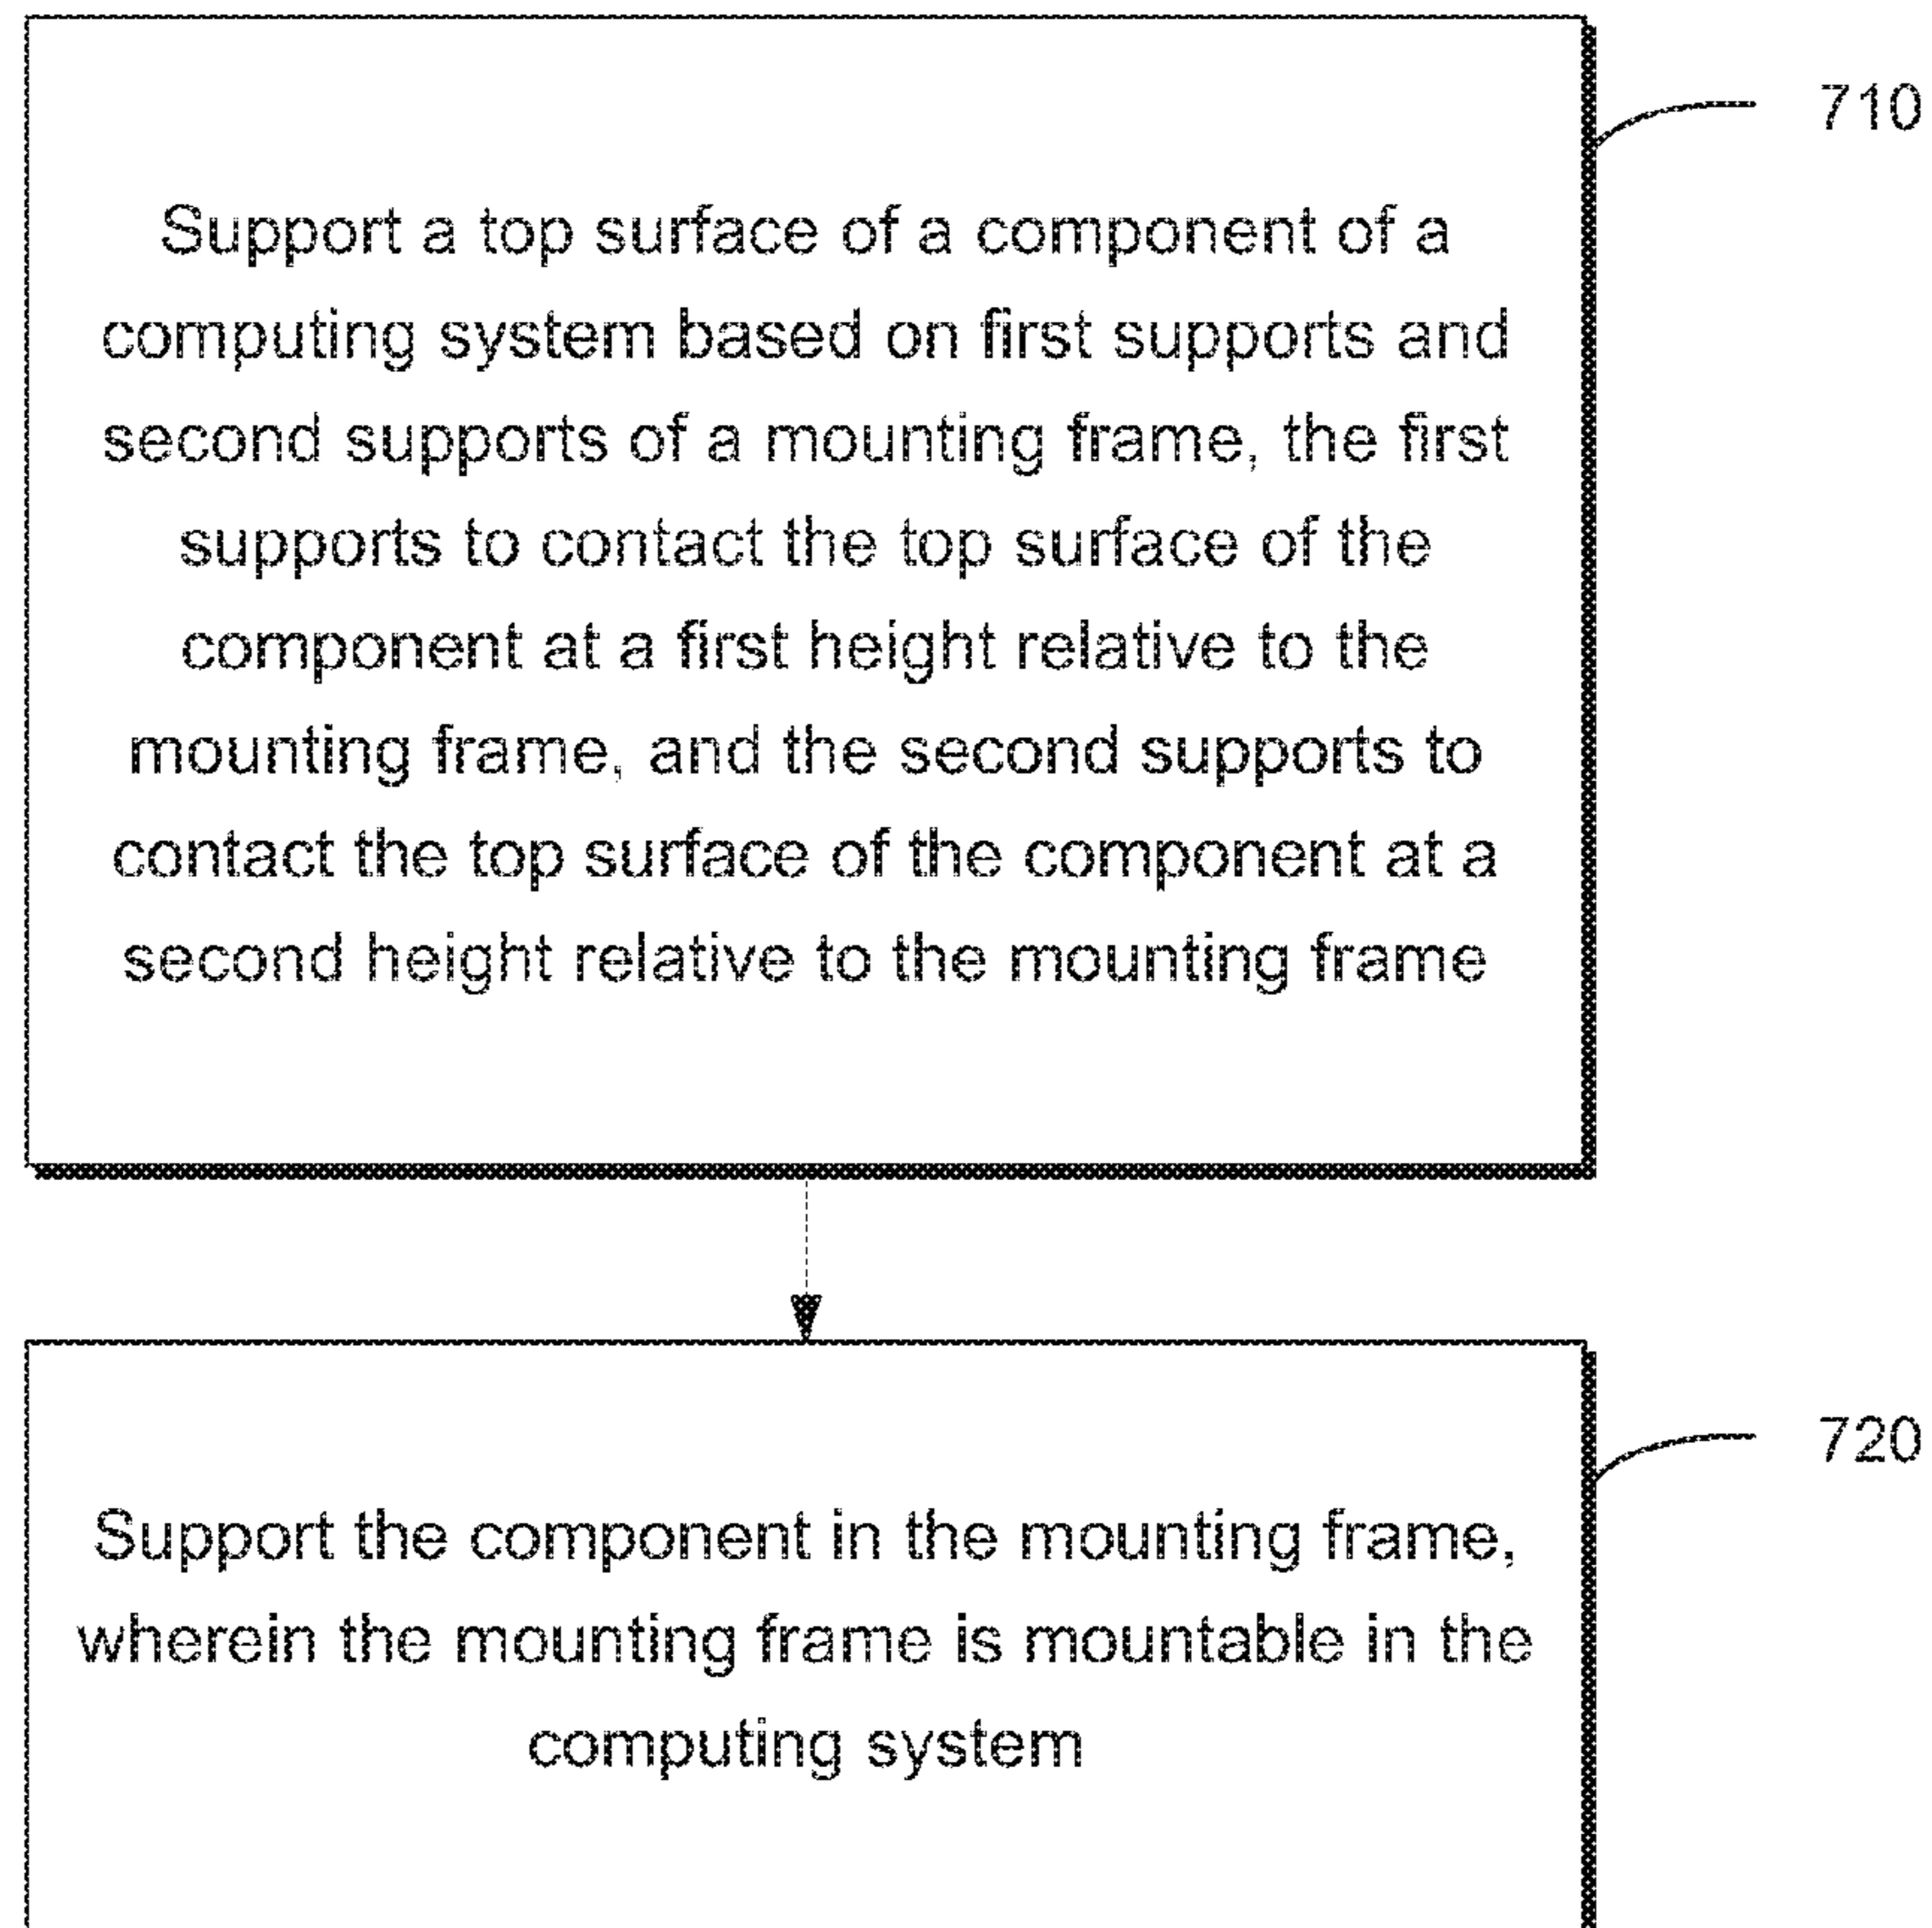 710
Support a top surface of a component of a
computing system based on first supports and
second supports of a mounting frame, the first
supports to contact the top surface of the
component at a first height relative to the
mounting frame, and the second supports to
contact the top surface of the component at a
second height relative to the mounting frame
720
Support the component in the mounting frame,
wherein the mounting frame is mountable in the
computing system